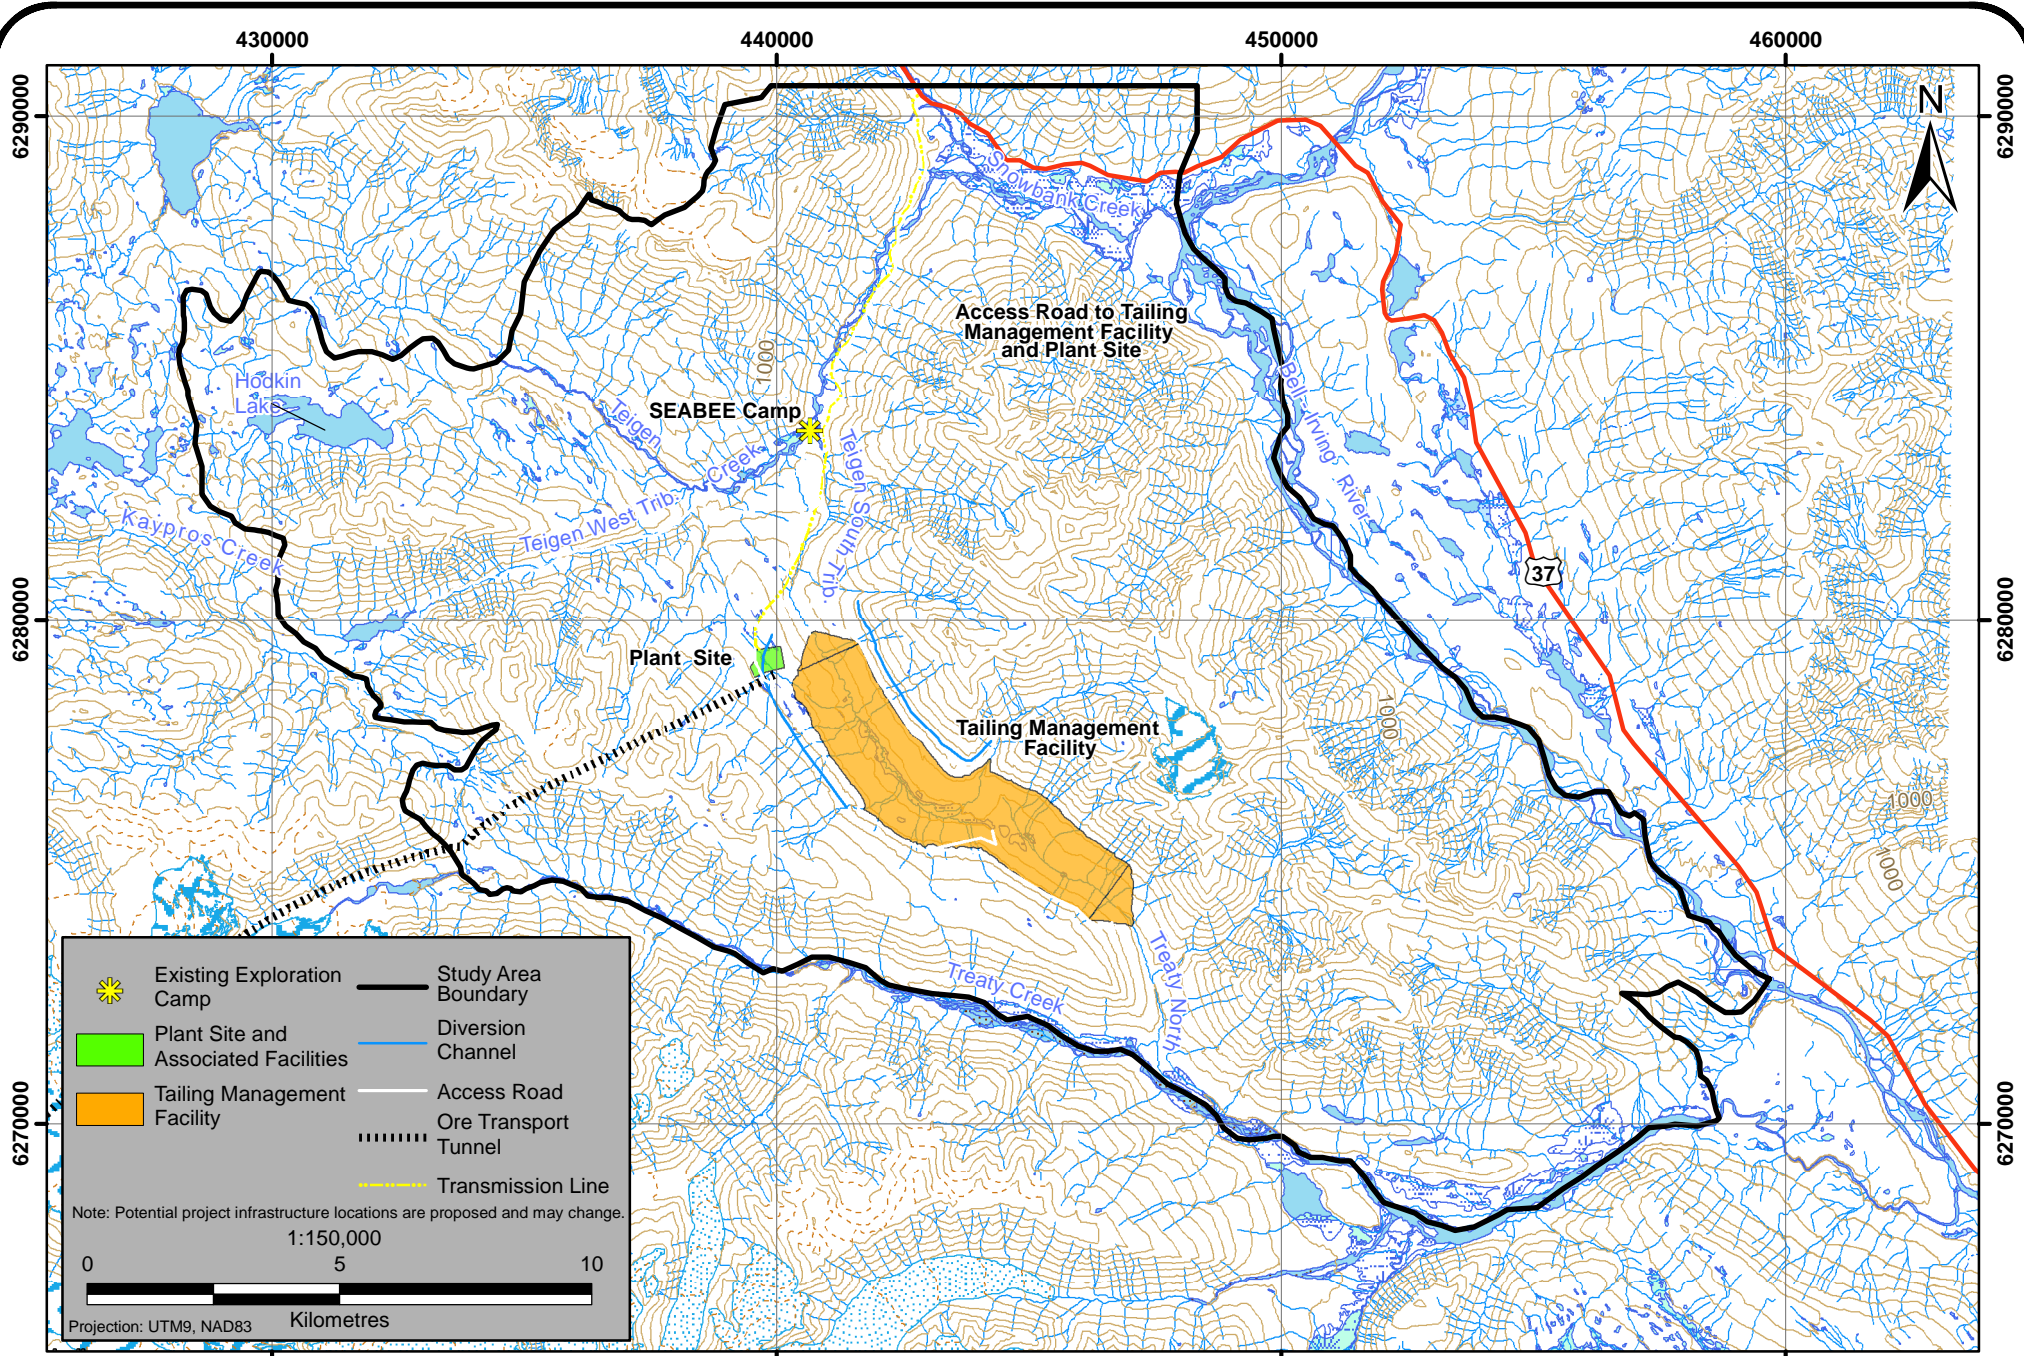 430000
440000
450000
460000
6290000
6290000
N
Snowbank Creek
Access Road to Tailing
Management Facility
and Plant Site
1000
Hodkin
Lake
SEABEE Camp
Teigen
Creek
Teigen South Trib.
Bell-Irving River
Kaypros Creek
Teigen West Trib.
37
6280000
6280000
Plant Site
1000
Tailing Management
Facility
1000
1000
Treaty Creek
Treaty North
6270000
6270000
Existing Exploration
Camp
Plant Site and
Associated Facilities
Tailing Management
Facility
Study Area
Boundary
Diversion
Channel
Access Road
Ore Transport
Tunnel
Transmission Line
Note: Potential project infrastructure locations are proposed and may change.
1:150,000
0 5 10
Kilometres
Projection: UTM9, NAD83